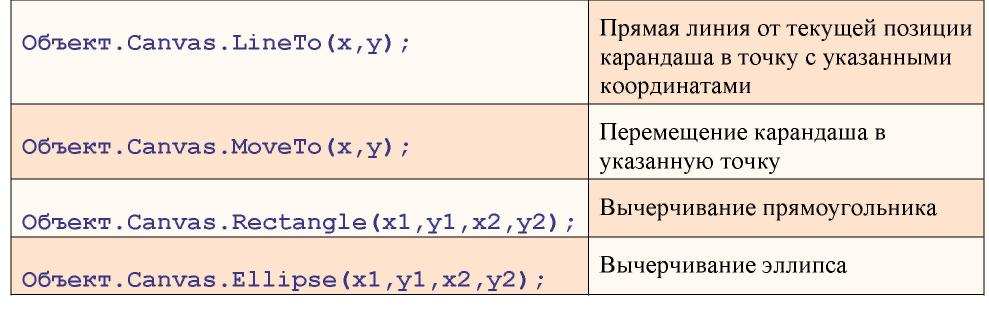 Объект.Canvas.LineTo(x,y);
Прямая линия от текущей позиции
карандаша в точку с указанными
координатами
Объект.Canvas.MoveTo(x,y);
Перемещение карандаша в
указанную точку
Объект.Canvas.Rectangle(x1,y1,x2,y2);
Вычерчивание прямоугольника
Объект.Canvas.Ellipse(x1,y1,x2,y2);
Вычерчивание эллипса